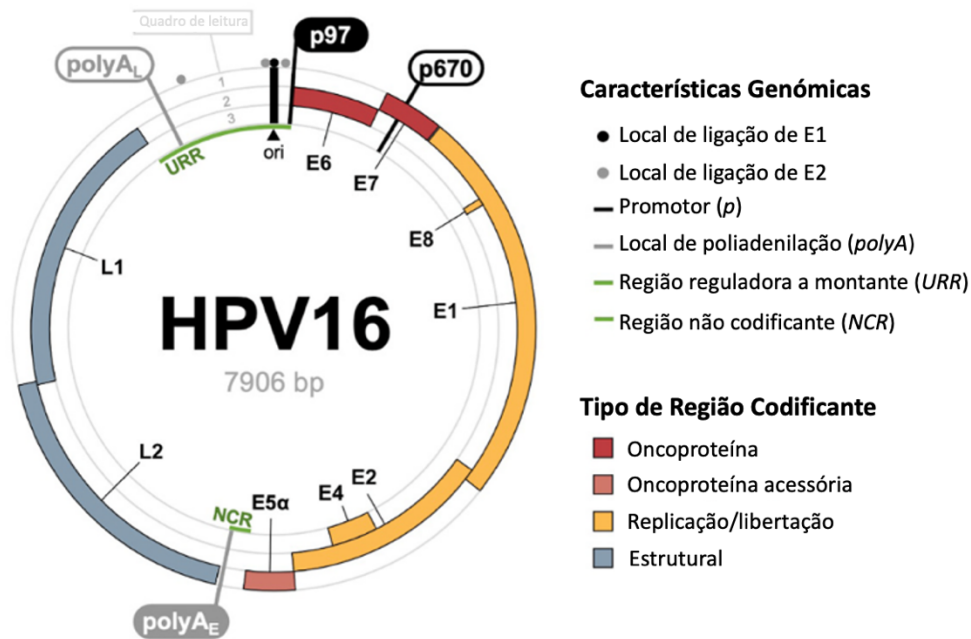 Quadro de leitura
p97
polyAL
p670
1
2
3
URR
ori
E6
E7
E8
L1
E1
HPV16
7906 bp
L2
E2
E4
E5α
NCR
polyAE
Características Genómicas
Local de ligação de E1
Local de ligação de E2
Promotor (p)
Local de poliadenilação (polyA)
Região reguladora a montante (URR)
Região não codificante (NCR)
Tipo de Região Codificante
Oncoproteína
Oncoproteína acessória
Replicação/libertação
Estrutural